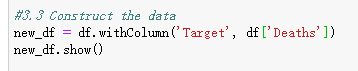 #3.3 Construct the data
new_df = df.withColumn('Target', df['Deaths'])
new_df.show()